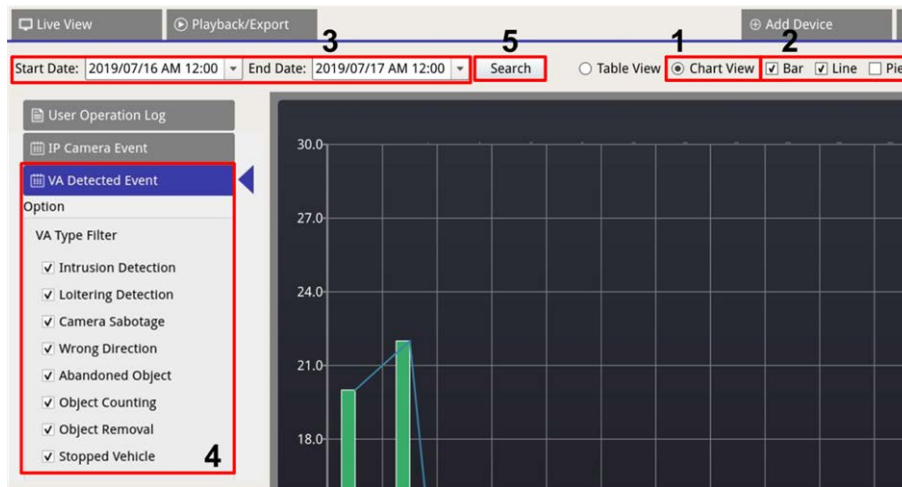 Live View Playback/Export Add Device
3 5 1 2
Start Date: 2019/07/16 AM 12:00 End Date: 2019/07/17 AM 12:00 Search Table View Chart View Bar Line Pie
User Operation Log
IP Camera Event
VA Detected Event
Option
VA Type Filter
Intrusion Detection
Loitering Detection
Camera Sabotage
Wrong Direction
Abandoned Object
Object Counting
Object Removal
Stopped Vehicle 4
30.0
27.0
24.0
21.0
18.0